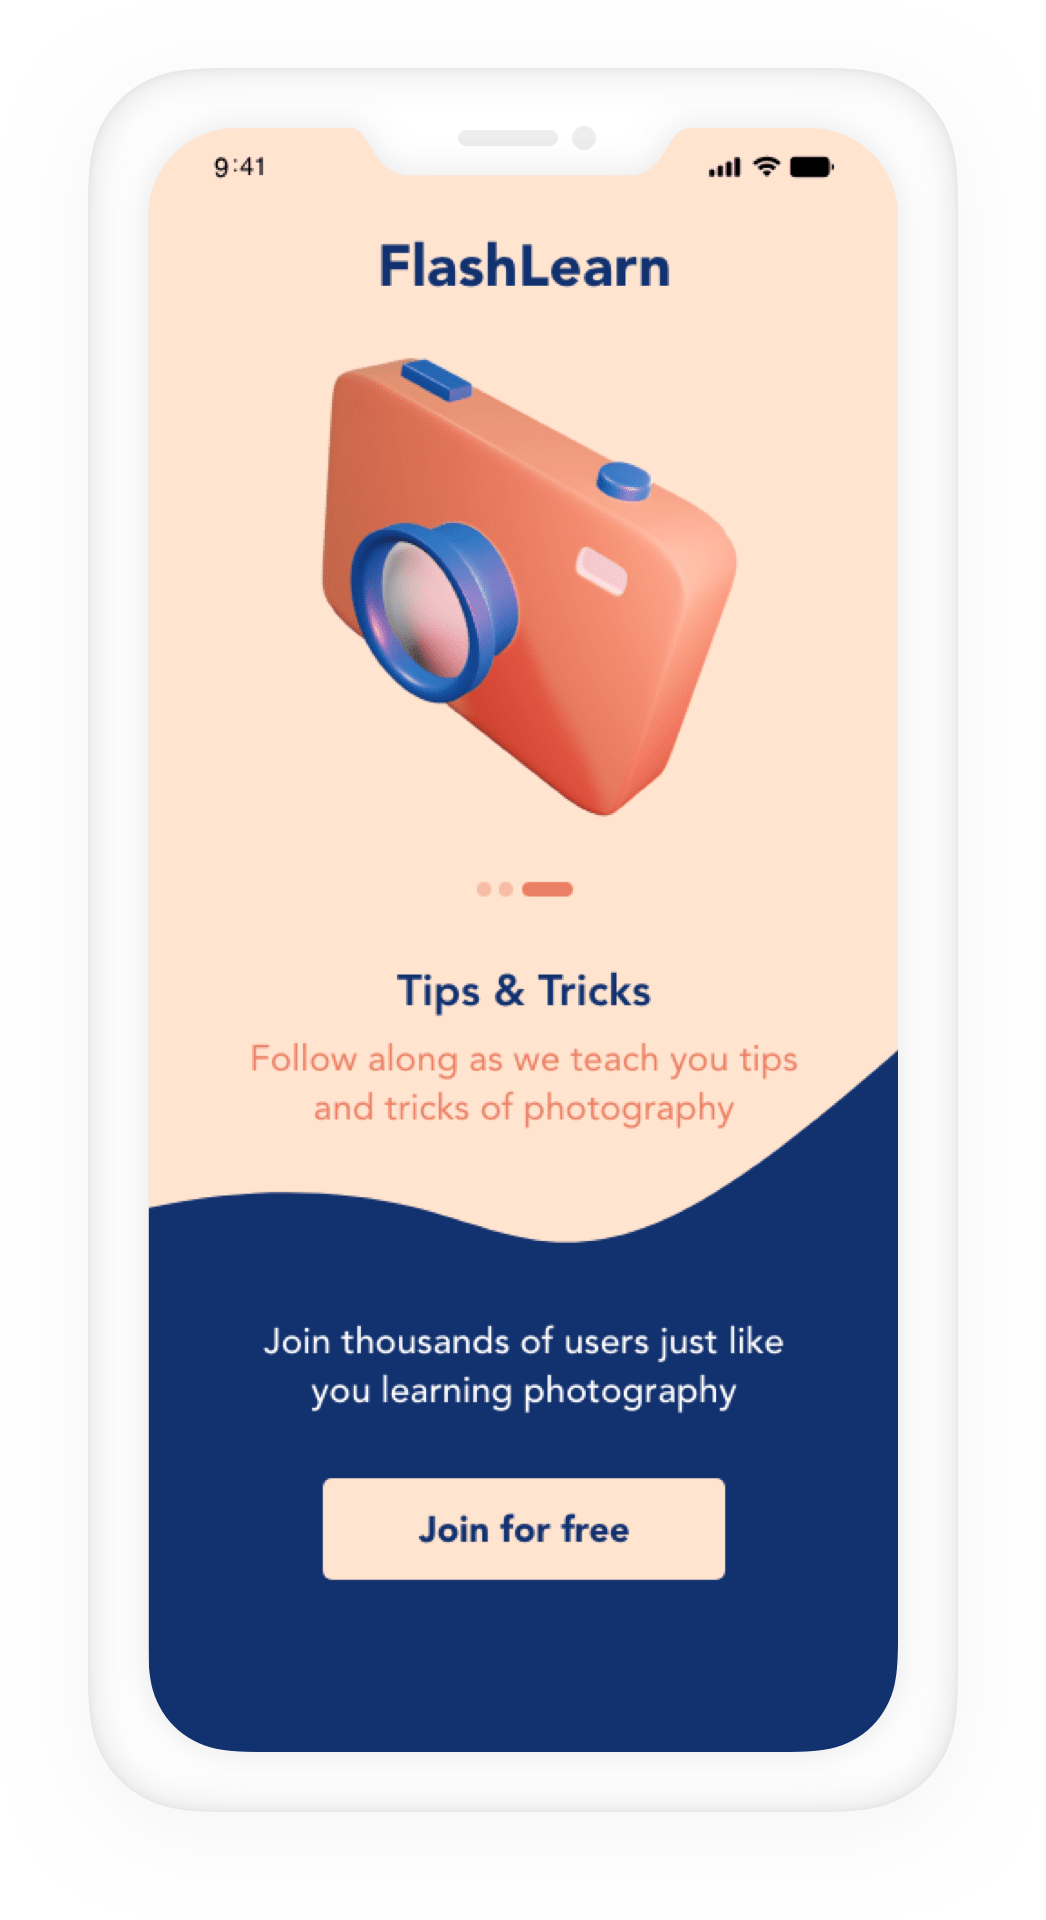 9:41
FlashLearn
Tips & Tricks
Follow along as we teach you tips
and tricks of photography
Join thousands of users just like
you learning photography
Join for free